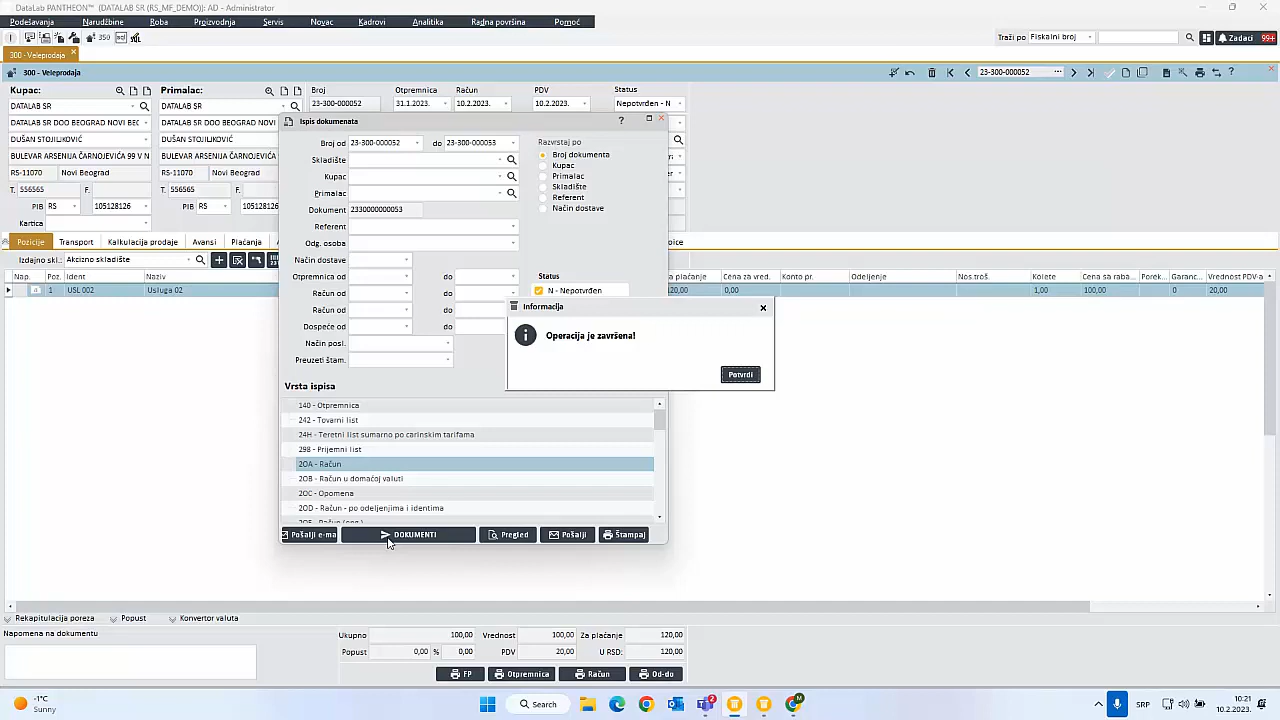 DataLab PANTHEON™ (DATALAB SR (RS_MF_DEMO)); AD - Administrator
Podešavanja Narudžbine Roba Proizvodnja Servis Novac Kadrovi Analitika Radna površina Pomoć
350 Traži po Fiskalni broj Zadaci 99+
300 - Veleprodaja
300 - Veleprodaja 23-300-000052
Kupac: Primalac: Broj Otpremnica Račun PDV Status
DATALAB SR DATALAB SR 23-300-000052 31.1.2023. 10.2.2023. 10.2.2023. Nepotvrđen - N
DATALAB SR DOO BEOGRAD NOVI BEC DATALAB SR DOO BEOGRAD NOVI
DUŠAN STOJILJKOVIĆ DUŠAN STOJILJKOVIĆ
BULEVAR ARSENIJA ČARNOJEVIĆA 99 V N BULEVAR ARSENIJA ČARNOJEVIĆA
RS-11070 Novi Beograd RS-11070 Novi Beograd
T. 556565 F. T. 556565 F.
PIB RS 105128126 PIB RS 105128126
Kartica
Pozicije Transport Kalkulacija prodaje Avansi Plaćanja
Izdajno skl.: Akcizno skladište
Nap. Poz. Ident Naziv plaćanje Cena za vred. Konto pr. Odeljenje Nos.troš. Kolete Cena sa raba... Porek... Garanc... Vrednost PDV-a
1 USL 002 Usluga 02 120,00 0,00 1,00 100,00 0 20,00
Ispis dokumenata ?
Broj od 23-300-000052 do 23-300-000053 Razvrstaj po
Skladište Broj dokumenta
Kupac Kupac
Primalac Primalac
Dokument 2330000000053 Skladište
Referent Referent
Odg. osoba Način dostave
Način dostave
Otpremnica od do Status
Račun od do N - Nepotvrđen
Račun od do
Dospeće od do
Način posl.
Preuzeti štam.
Informacija
Operacija je završena!
Potvrdi
Vrsta ispisa
140 - Otpremnica
242 - Tovarni list
24H - Teretni list sumarno po carinskim tarifama
298 - Prijemni list
2OA - Račun
2OB - Račun u domaćoj valuti
2OC - Opomena
2OD - Račun - po odeljenjima i identima
Pošalji e-ma DOKUMENTI Pregled Pošalji Štampaj
Rekapitulacija poreza Popust Konvertor valuta
Napomena na dokumentu
Ukupno 100,00 Vrednost 100,00 Za plaćanje 120,00
Popust 0,00 % 0,00 PDV 20,00 U RSD: 120,00
FP Otpremnica Račun Od-do
-1°C
Sunny
Search
SRP
10.21
10.2.2023.